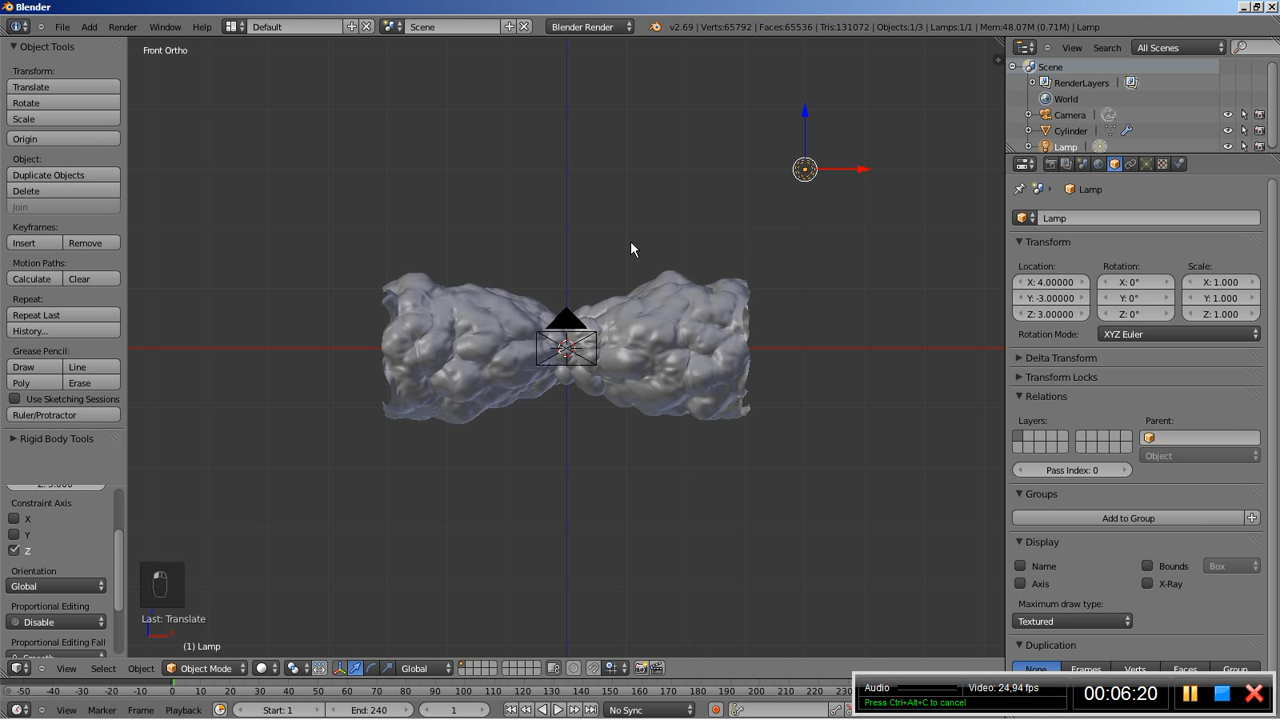 Blender
File Add Render Window Help Default Scene Blender Render v2.69 | Verts:65792 | Faces:65536 | Tris:131072 | Objects:1/3 | Lamps:1/1 | Mem:48.07M (0.71M) | Lamp
Object Tools
Transform:
Translate
Rotate
Scale
Origin
Object:
Duplicate Objects
Delete
Join
Keyframes:
Insert Remove
Motion Paths:
Calculate Clear
Repeat:
Repeat Last
History...
Grease Pencil:
Draw Line
Poly Erase
Use Sketching Sessions
Ruler/Protractor
Rigid Body Tools
Constraint Axis
X
Y
Z
Orientation
Global
Proportional Editing
Disable
Proportional Editing Fall
Front Ortho
Last: Translate
(1) Lamp
View Select Object Object Mode Global
View Search All Scenes
Scene
RenderLayers
World
Camera
Cylinder
Lamp
Lamp
Lamp
Transform
Location: Rotation: Scale:
X: 4.00000 X: 0° X: 1.000
Y: -3.00000 Y: 0° Y: 1.000
Z: 3.00000 Z: 0° Z: 1.000
Rotation Mode: XYZ Euler
Delta Transform
Transform Locks
Relations
Layers: Parent:
Object
Pass Index: 0
Groups
Add to Group
Display
Name Bounds Box
Axis X-Ray
Maximum draw type:
Textured
Duplication
None Frames Verts Faces Group
-50 -40 -30 -20 -10 0 10 20 30 40 50 60 70 80 90 100 110 120 130 140 150 160 170 180 190 200 210 220 230
View Marker Frame Playback Start: 1 End: 240 1 No Sync
Audio Video: 24,94 fps
Press Ctrl+Alt+C to cancel
00:06:20